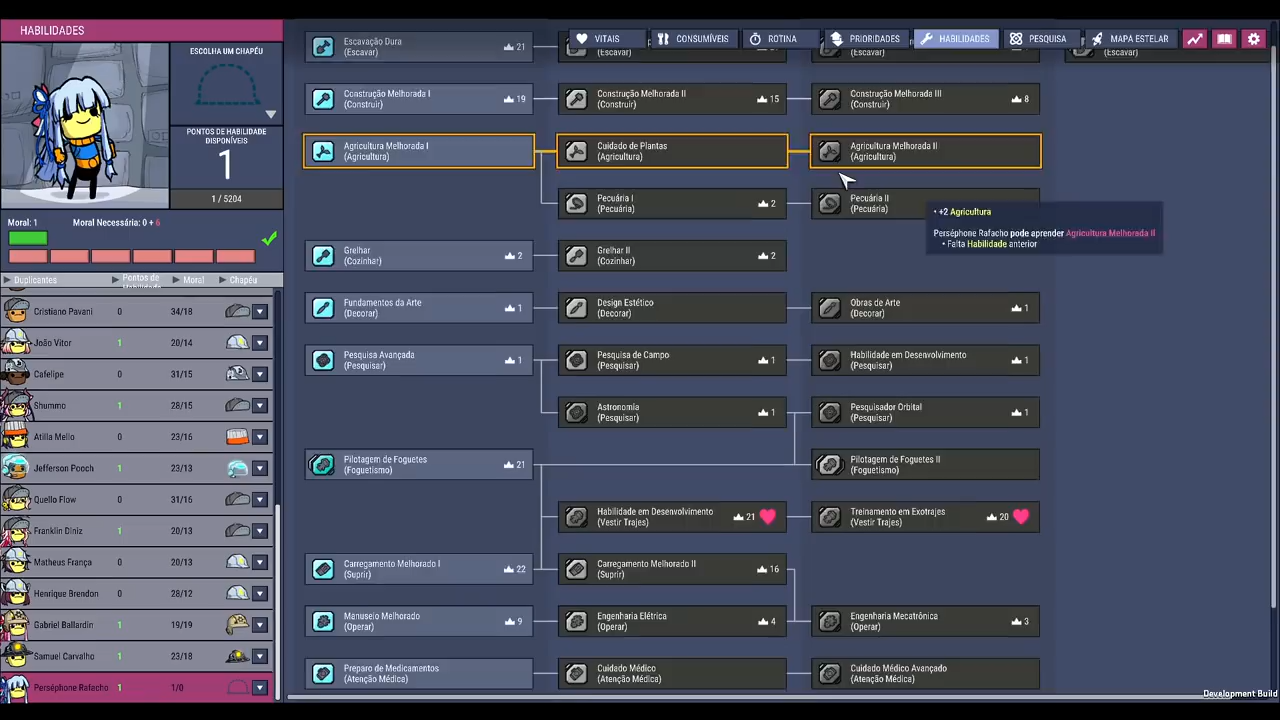 HABILIDADES
ESCOLHA UM CHAPÉU
PONTOS DE HABILIDADE
DISPONÍVEIS
1
1 / 5204
Moral: 1
Moral Necessária: 0 + 6
Duplicantes
Pontos de
Habilidade
Moral
Chapéu
Cristiano Pavani 0 34/18
João Vitor 1 20/14
Cafelipe 0 31/15
Shummo 1 28/15
Atilla Mello 0 23/16
Jefferson Pooch 1 23/13
Quello Flow 0 31/16
Franklin Diniz 1 20/13
Matheus França 0 20/13
Henrique Brendon 0 28/12
Gabriel Ballardin 1 19/19
Samuel Carvalho 1 23/18
Perséphone Rafacho 1 1/0
VITAIS
CONSUMÍVEIS
ROTINA
PRIORIDADES
HABILIDADES
PESQUISA
MAPA ESTELAR
Escavação Dura
(Escavar)
21
(Escavar)
(Escavar)
(Escavar)
Construção Melhorada I
(Construir)
19
Construção Melhorada II
(Construir)
15
Construção Melhorada III
(Construir)
8
Agricultura Melhorada I
(Agricultura)
Cuidado de Plantas
(Agricultura)
Agricultura Melhorada II
(Agricultura)
Pecuária I
(Pecuária)
2
Pecuária II
(Pecuária)
• +2 Agricultura
Perséphone Rafacho pode aprender Agricultura Melhorada II
• Falta Habilidade anterior
Grelhar
(Cozinhar)
2
Grelhar II
(Cozinhar)
2
Fundamentos da Arte
(Decorar)
1
Design Estético
(Decorar)
1
Obras de Arte
(Decorar)
1
Pesquisa Avançada
(Pesquisar)
1
Pesquisa de Campo
(Pesquisar)
1
Habilidade em Desenvolvimento
(Pesquisar)
1
Astronomia
(Pesquisar)
1
Pesquisador Orbital
(Pesquisar)
1
Pilotagem de Foguetes
(Foguetismo)
21
Pilotagem de Foguetes II
(Foguetismo)
Habilidade em Desenvolvimento
(Vestir Trajes)
21
Treinamento em Exotrajes
(Vestir Trajes)
20
Carregamento Melhorado I
(Suprir)
22
Carregamento Melhorado II
(Suprir)
16
Manuseio Melhorado
(Operar)
9
Engenharia Elétrica
(Operar)
4
Engenharia Mecatrônica
(Operar)
3
Preparo de Medicamentos
(Atenção Médica)
Cuidado Médico
(Atenção Médica)
Cuidado Médico Avançado
(Atenção Médica)
Development Build